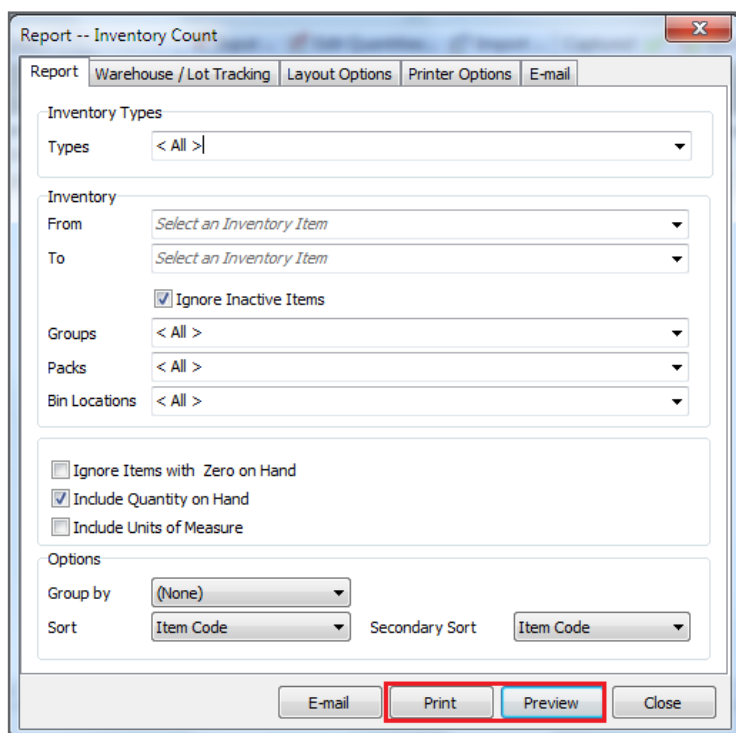 Report -- Inventory Count
Report Warehouse / Lot Tracking Layout Options Printer Options E-mail
Inventory Types
Types < All >
Inventory
From Select an Inventory Item
To Select an Inventory Item
Ignore Inactive Items
Groups < All >
Packs < All >
Bin Locations < All >
Ignore Items with Zero on Hand
Include Quantity on Hand
Include Units of Measure
Options
Group by (None)
Sort Item Code Secondary Sort Item Code
E-mail Print Preview Close